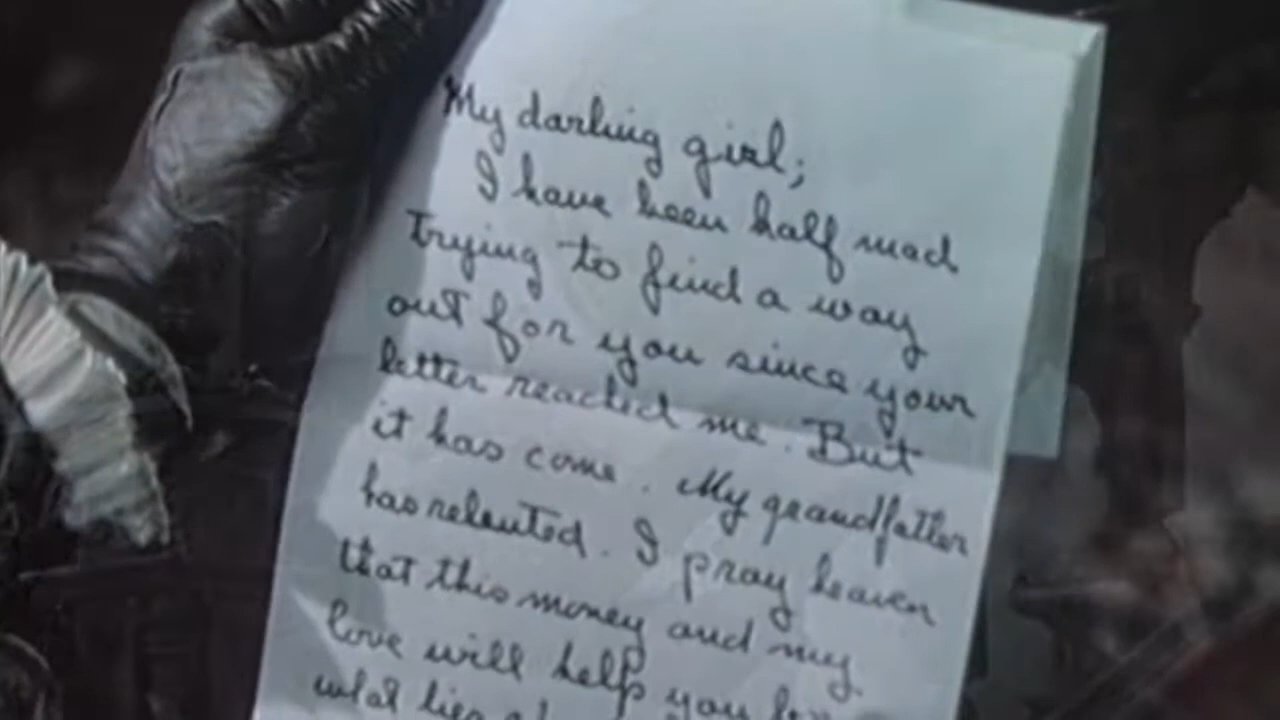 My darling girl;
I have been half mad
trying to find a way
out for you since your
letter reached me. But
it has come. My grandfather
has relented. I pray heaven
that this money and my
love will help you
what lies